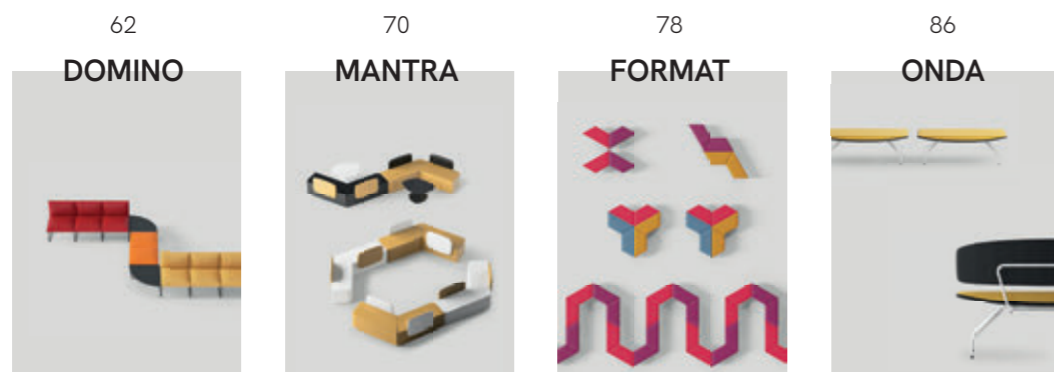 62
DOMINO
70
MANTRA
78
FORMAT
86
ONDA